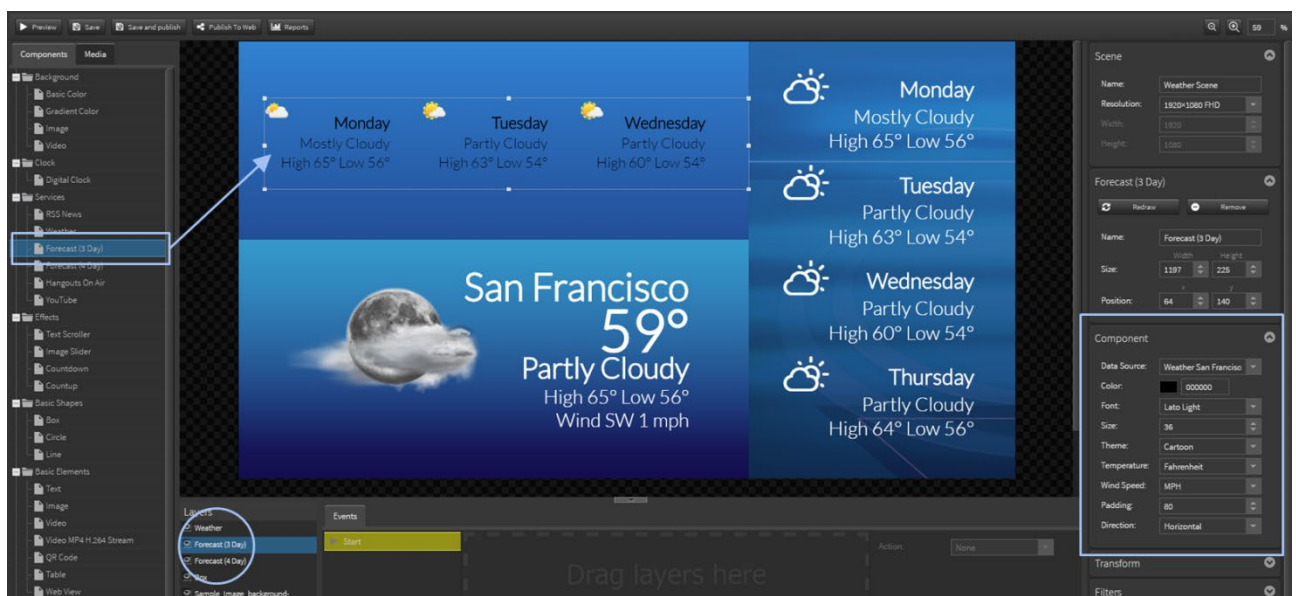 Preview Save Save and publish Publish To Web Reports 59 %
Components Media
Background
Basic Color
Gradient Color
Image
Video
Clock
Digital Clock
Services
RSS News
Weather
Forecast (3 Day)
Forecast (4 Day)
Hangouts On Air
YouTube
Effects
Text Scroller
Image Slider
Countdown
Countup
Basic Shapes
Box
Circle
Line
Basic Elements
Text
Image
Video
Video MP4 H.264 Stream
QR Code
Table
Web View
Monday
Mostly Cloudy
High 65° Low 56°
Tuesday
Partly Cloudy
High 63° Low 54°
Wednesday
Partly Cloudy
High 60° Low 54°
San Francisco
59°
Partly Cloudy
High 65° Low 56°
Wind SW 1 mph
Monday
Mostly Cloudy
High 65° Low 56°
Tuesday
Partly Cloudy
High 63° Low 54°
Wednesday
Partly Cloudy
High 60° Low 54°
Thursday
Partly Cloudy
High 64° Low 56°
Layers
Weather
Forecast (3 Day)
Forecast (4 Day)
Box
Sample_Image_background-
Events
Start
Drag layers here
Action: None
Scene
Name: Weather Scene
Resolution: 1920×1080 FHD
Width: 1920
Height: 1080
Forecast (3 Day)
Redraw Remove
Name: Forecast (3 Day)
Width Height
Size: 1197 225
x y
Position: 64 140
Component
Data Source: Weather San Francisc
Color: 000000
Font: Lato Light
Size: 36
Theme: Cartoon
Temperature: Fahrenheit
Wind Speed: MPH
Padding: 80
Direction: Horizontal
Transform
Filters